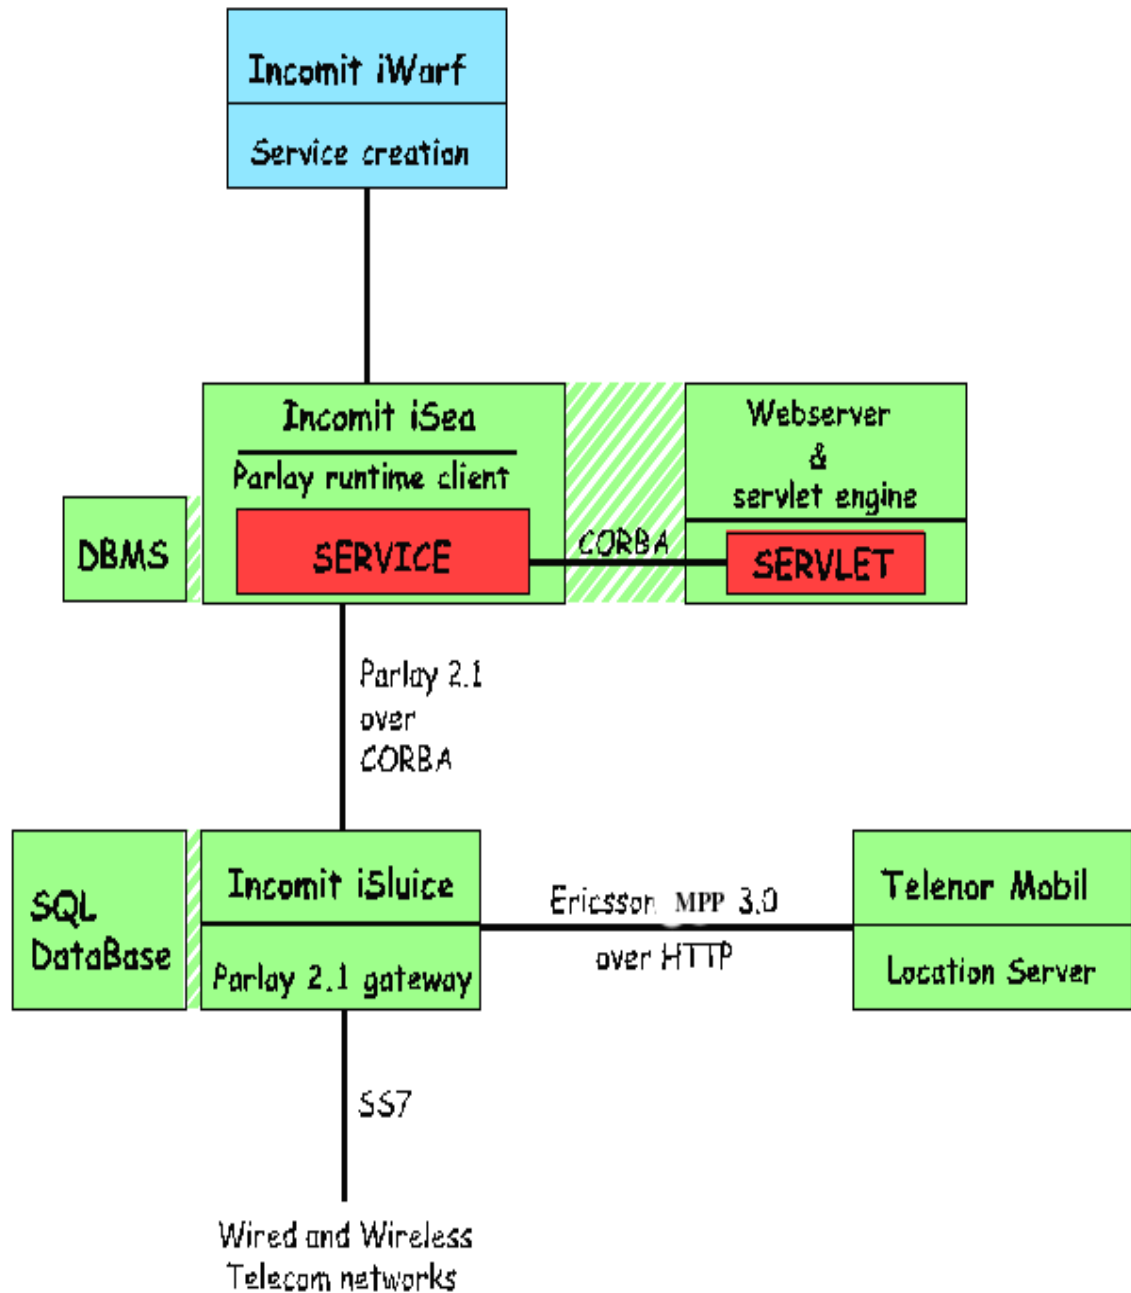 Incomit iWarf
Service creation
Incomit iSea
Parlay runtime client
SERVICE
DBMS
CORBA
Webserver
&
servlet engine
SERVLET
Parlay 2.1
over
CORBA
SQL
DataBase
Incomit iSluice
Parlay 2.1 gateway
Ericsson MPP 3.0
over HTTP
Telenor Mobil
Location Server
SS7
Wired and Wireless
Telecom networks